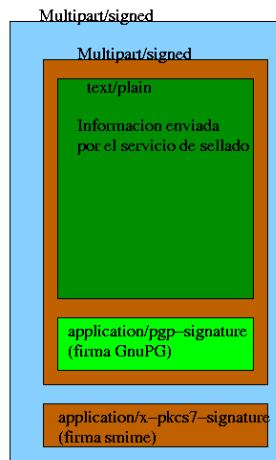 Multipart/signed
Multipart/signed
text/plain
Informacion enviada
por el servicio de sellado
application/pgp-signature
(firma GnuPG)
application/x-pkcs7-signature
(firma smime)